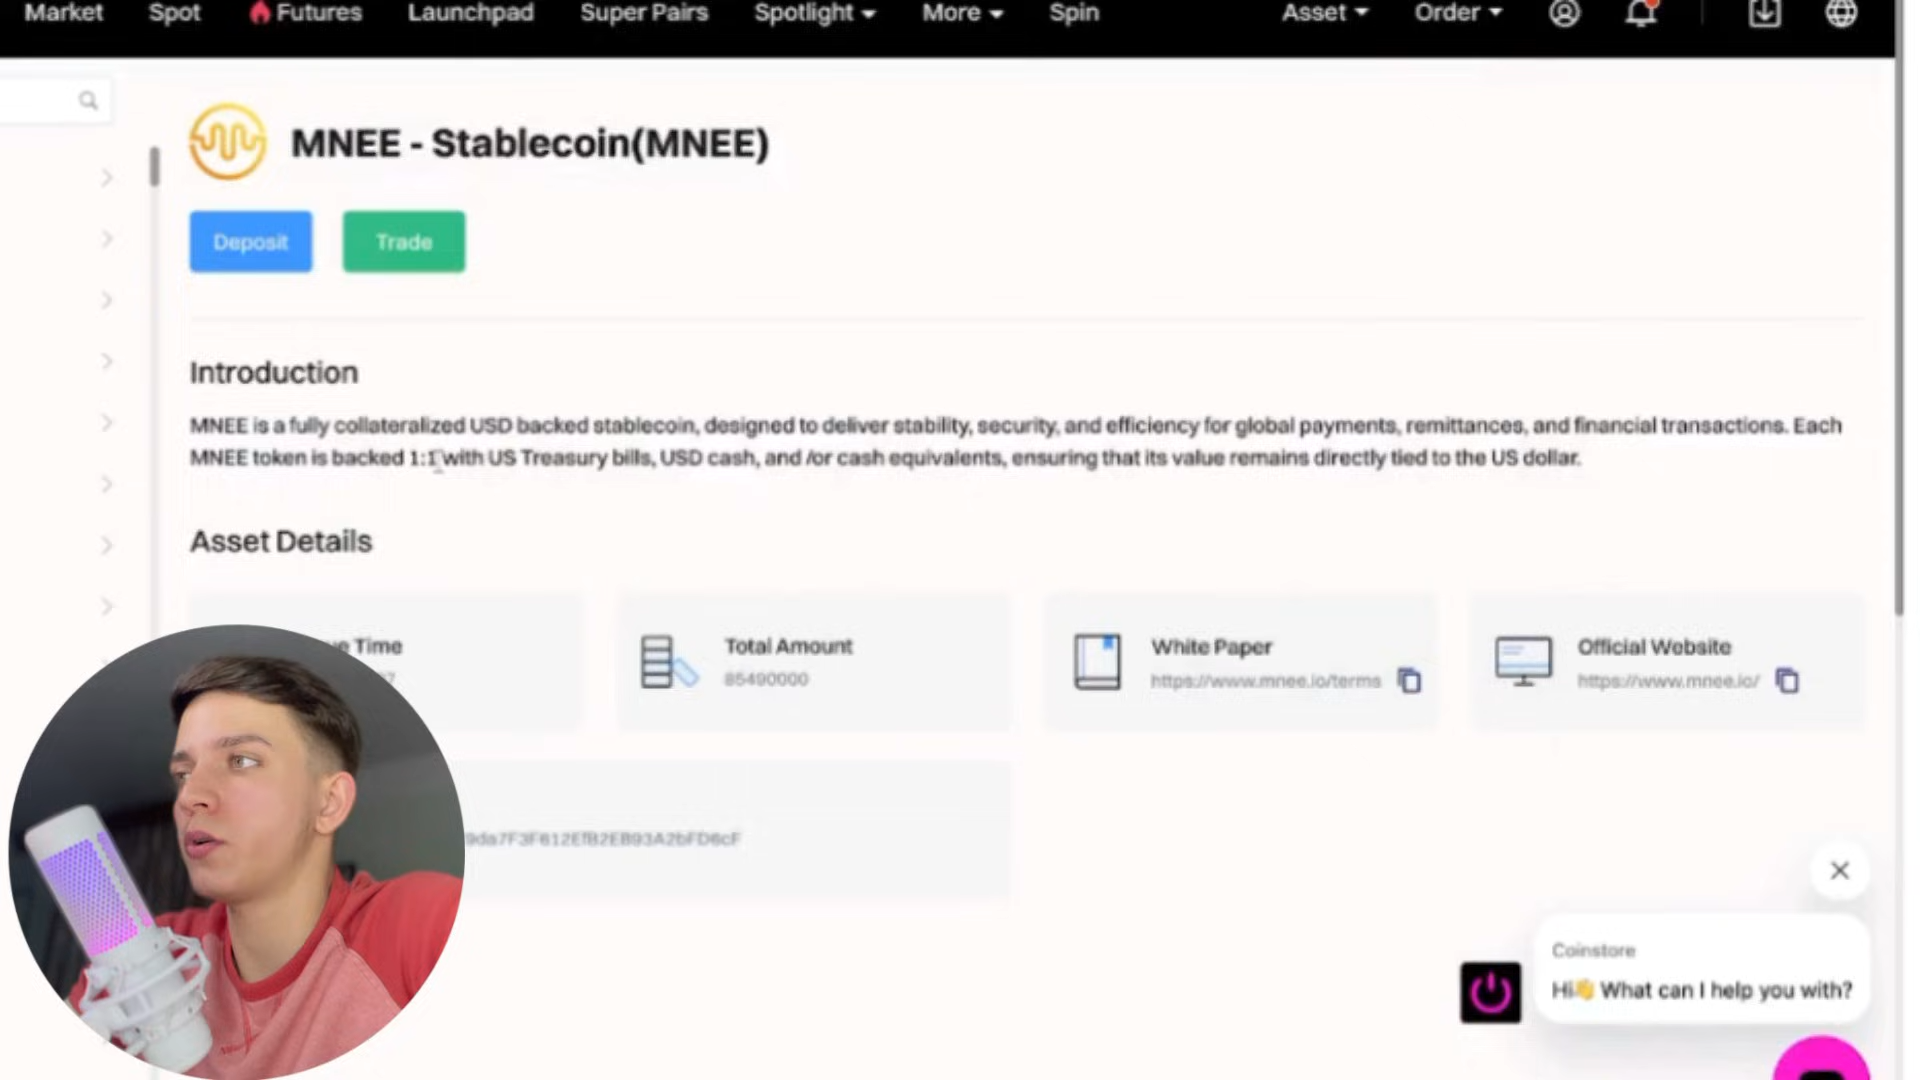 Market Spot Futures Launchpad Super Pairs Spotlight More Spin Asset Order
MNEE - Stablecoin(MNEE)
Deposit Trade
Introduction
MNEE is a fully collateralized USD backed stablecoin, designed to deliver stability, security, and efficiency for global payments, remittances, and financial transactions. Each
MNEE token is backed 1:1 with US Treasury bills, USD cash, and /or cash equivalents, ensuring that its value remains directly tied to the US dollar.
Asset Details
Time
Total Amount
85490000
White Paper
https://www.mnee.io/terms
Official Website
https://www.mnee.io/
Coinstore
Hi👋 What can I help you with?